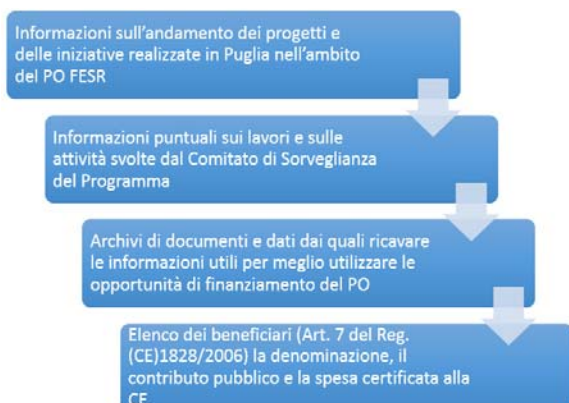 Informazioni sull'andamento dei progetti e
delle iniziative realizzate in Puglia nell'ambito
del PO FESR
Informazioni puntuali sui lavori e sulle
attività svolte dal Comitato di Sorveglianza
del Programma
Archivi di documenti e dati dai quali ricavare
le informazioni utili per meglio utilizzare le
opportunità di finanziamento del PO
Elenco dei beneficiari (Art. 7 del Reg.
(CE)1828/2006) la denominazione, il
contributo pubblico e la spesa certificata alla
CE